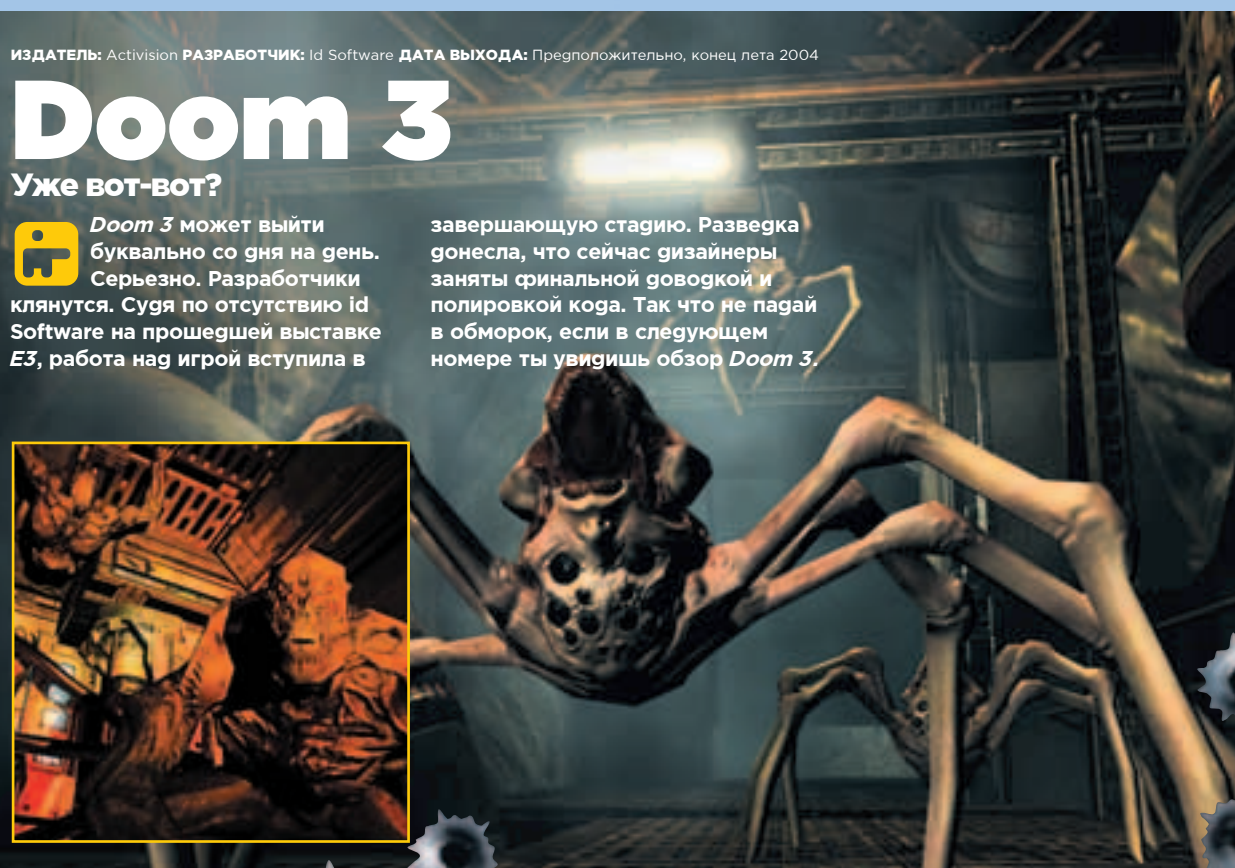 ИЗДАТЕЛЬ: Activision РАЗРАБОТЧИК: Id Software ДАТА ВЫХОДА: Предположительно, конец лета 2004
Doom 3
Уже вот-вот?
Doom 3 может выйти
буквально со дня на день.
Серьезно. Разработчики
клянутся. Судя по отсутствию id
Software на прошедшей выставке
E3, работа над игрой вступила в
завершающую стадию. Разведка
донесла, что сейчас дизайнеры
заняты финальной доводкой и
полировкой кода. Так что не падай
в обморок, если в следующем
номере ты увидишь обзор Doom 3.